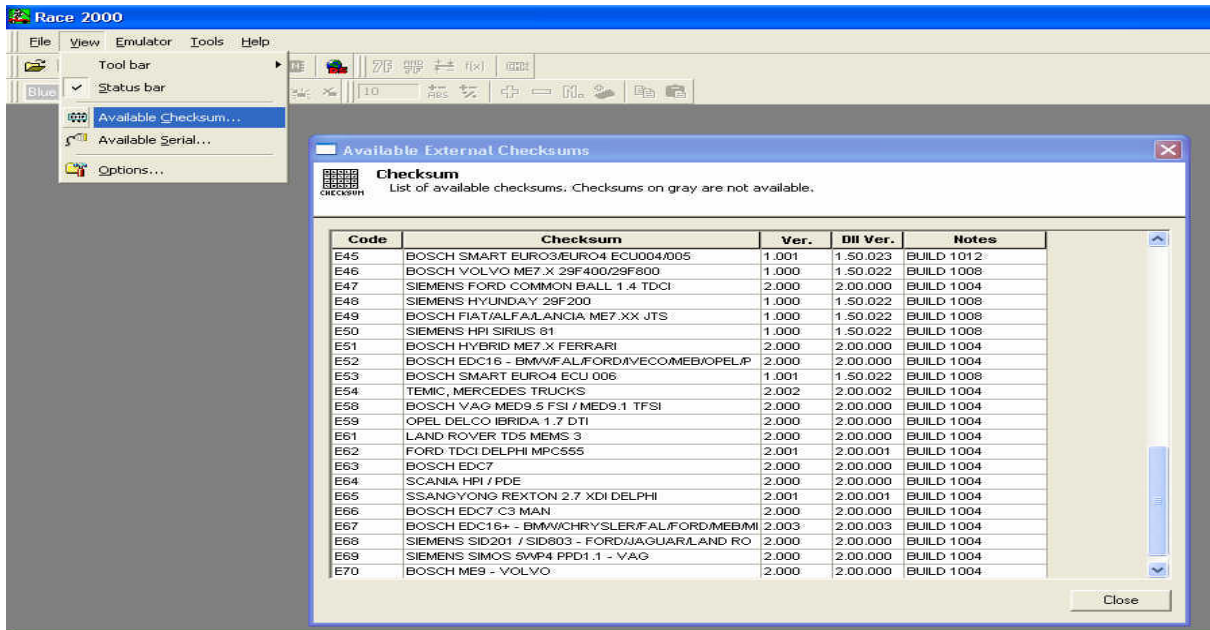 Race 2000
File View Emulator Tools Help
Tool bar
Status bar
Available Checksum...
Available Serial...
Options...
Blue
10
Available External Checksums
CHECKSUM
Checksum
List of available checksums. Checksums on gray are not available.
Code Checksum Ver. Dll Ver. Notes
E45 BOSCH SMART EURO3/EURO4 ECU004/005 1.001 1.50.023 BUILD 1012
E46 BOSCH VOLVO ME7.X 29F400/29F800 1.000 1.50.022 BUILD 1008
E47 SIEMENS FORD COMMON BALL 1.4 TDCI 2.000 2.00.000 BUILD 1004
E48 SIEMENS HYUNDAY 29F200 1.000 1.50.022 BUILD 1008
E49 BOSCH FIAT/ALFA/LANCIA ME7.XX JTS 1.000 1.50.022 BUILD 1008
E50 SIEMENS HPI SIRIUS 81 1.000 1.50.022 BUILD 1008
E51 BOSCH HYBRID ME7.X FERRARI 2.000 2.00.000 BUILD 1004
E52 BOSCH EDC16 - BMW/FAL/FORD/IVECO/MEB/OPEL/P 2.000 2.00.000 BUILD 1004
E53 BOSCH SMART EURO4 ECU 006 1.001 1.50.022 BUILD 1008
E54 TEMIC, MERCEDES TRUCKS 2.002 2.00.002 BUILD 1004
E58 BOSCH VAG MED9.5 FSI / MED9.1 TFSI 2.000 2.00.000 BUILD 1004
E59 OPEL DELCO IBRIDA 1.7 DTI 2.000 2.00.000 BUILD 1004
E61 LAND ROVER TD5 MEMS 3 2.000 2.00.000 BUILD 1004
E62 FORD TDCI DELPHI MPC555 2.001 2.00.001 BUILD 1004
E63 BOSCH EDC7 2.000 2.00.000 BUILD 1004
E64 SCANIA HPI / PDE 2.000 2.00.000 BUILD 1004
E65 SSANGYONG REXTON 2.7 XDI DELPHI 2.001 2.00.001 BUILD 1004
E66 BOSCH EDC7 C3 MAN 2.000 2.00.000 BUILD 1004
E67 BOSCH EDC16+ - BMW/CHRYSLER/FAL/FORD/MEB/MI 2.003 2.00.003 BUILD 1004
E68 SIEMENS SID201 / SID803 - FORD/JAGUAR/LAND RO 2.000 2.00.000 BUILD 1004
E69 SIEMENS SIMOS 5WP4 PPD1.1 - VAG 2.000 2.00.000 BUILD 1004
E70 BOSCH ME9 - VOLVO 2.000 2.00.000 BUILD 1004
Close